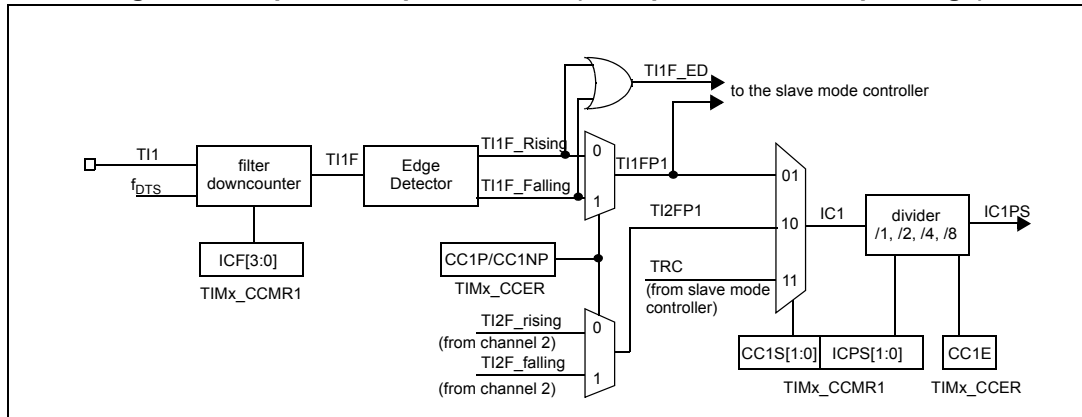 TI1F_ED
to the slave mode controller
TI1
f_DTS
filter
downcounter
TI1F
Edge
Detector
TI1F_Rising
TI1F_Falling
0
1
TI1FP1
01
TI2FP1
10
IC1
divider
/1, /2, /4, /8
IC1PS
ICF[3:0]
TIMx_CCMR1
CC1P/CC1NP
TIMx_CCER
TRC
11
(from slave mode
controller)
TI2F_rising
(from channel 2)
0
TI2F_falling
(from channel 2)
1
CC1S[1:0]
ICPS[1:0]
CC1E
TIMx_CCMR1
TIMx_CCER